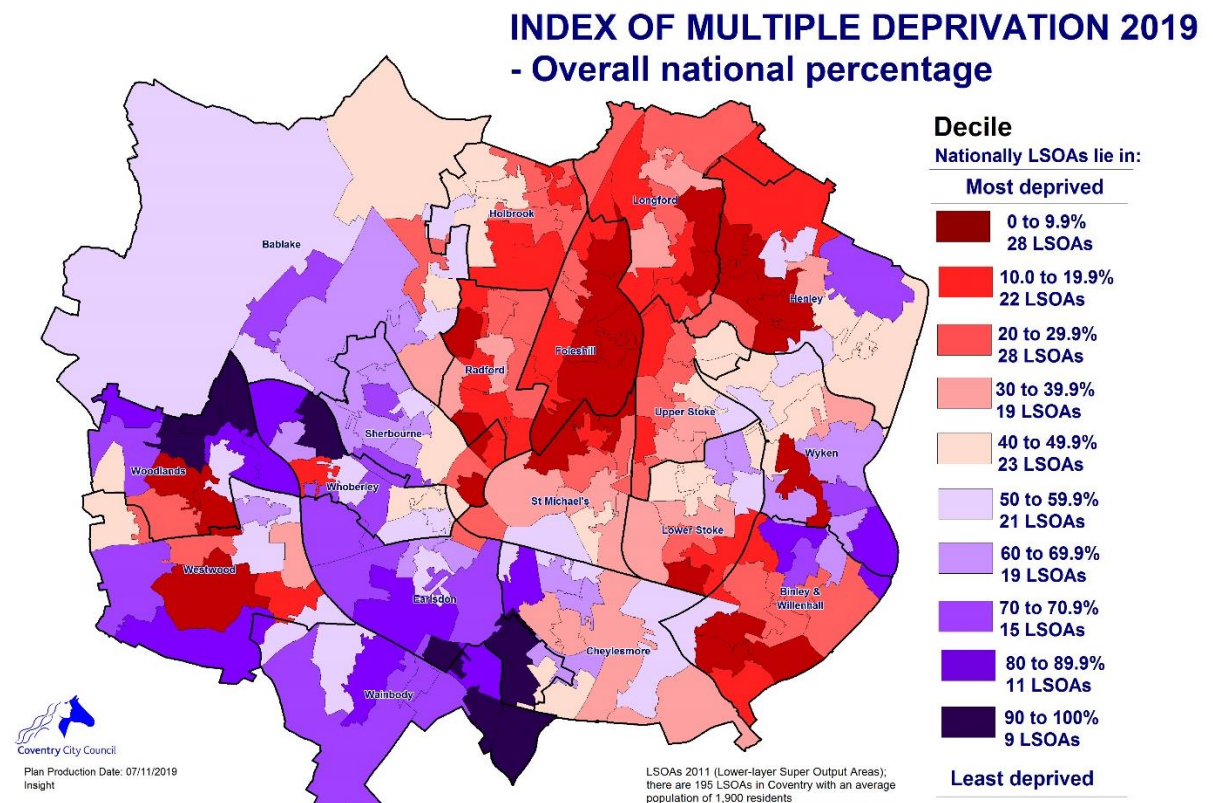 INDEX OF MULTIPLE DEPRIVATION 2019
- Overall national percentage
Decile
Nationally LSOAs lie in:
Most deprived
0 to 9.9%
28 LSOAs
10.0 to 19.9%
22 LSOAs
20 to 29.9%
28 LSOAs
30 to 39.9%
19 LSOAs
40 to 49.9%
23 LSOAs
50 to 59.9%
21 LSOAs
60 to 69.9%
19 LSOAs
70 to 70.9%
15 LSOAs
80 to 89.9%
11 LSOAs
90 to 100%
9 LSOAs
Least deprived
Bablake
Holbrook
Longford
Henley
Foleshill
Radford
Upper Stoke
Sherbourne
Wyken
Woodlands
Whoberley
St Michael's
Lower Stoke
Westwood
Earlsdon
Binley &
Willenhall
Cheylesmore
Wainbody
Coventry City Council
Plan Production Date: 07/11/2019
Insight
LSOAs 2011 (Lower-layer Super Output Areas);
there are 195 LSOAs in Coventry with an average
population of 1,900 residents